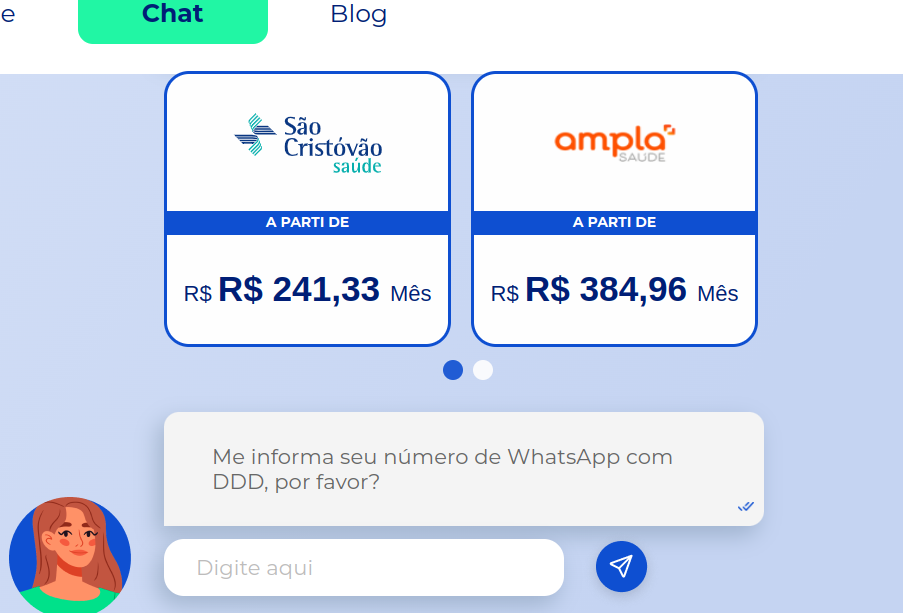 e
Chat
Blog
São
Cristóvão
saúde
ampla
SAÚDE
A PARTI DE
A PARTI DE
R$ R$ 241,33 Mês
R$ R$ 384,96 Mês
Me informa seu número de WhatsApp com
DDD, por favor?
Digite aqui